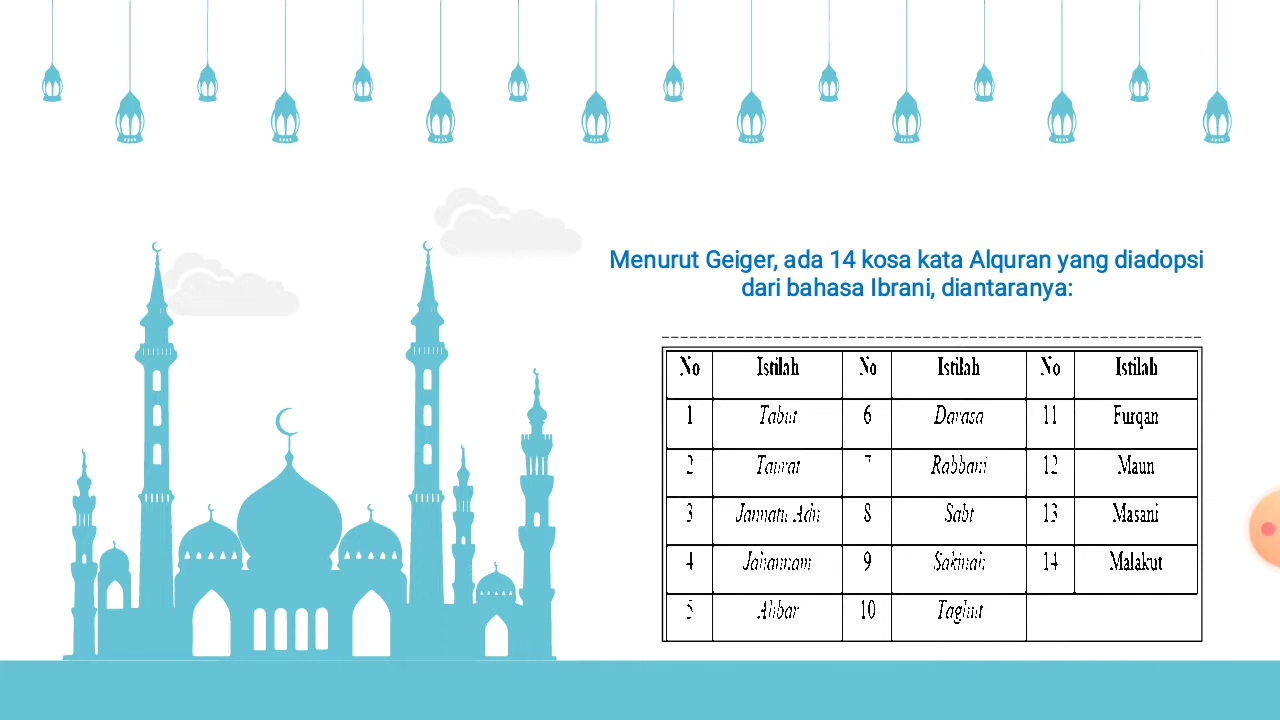 Menurut Geiger, ada 14 kosa kata Alquran yang diadopsi
dari bahasa Ibrani, diantaranya:
No Istilah No Istilah No Istilah
1 Tabut 6 Darasa 11 Furqan
2 Taurat 7 Rabbani 12 Maun
3 Jannatu Adn 8 Sabt 13 Masani
4 Jahannam 9 Sakinah 14 Malakut
5 Ahbar 10 Taghut